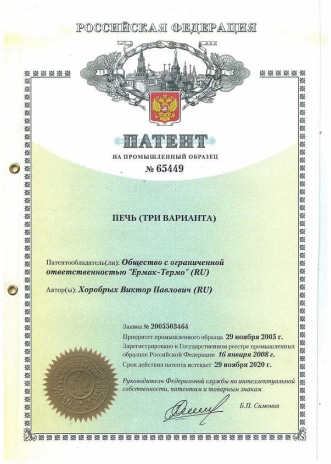 РОССИЙСКАЯ ФЕДЕРАЦИЯ
ПАТЕНТ
НА ПРОМЫШЛЕННЫЙ ОБРАЗЕЦ
№ 65449
ПЕЧЬ (ТРИ ВАРИАНТА)
Патентообладатель(ли): Общество с ограниченной
ответственностью "Ермак-Термо" (RU)
Автор(ы): Хоробрых Виктор Павлович (RU)
Заявка № 2005503464
Приоритет промышленного образца: 29 ноября 2005 г.
Зарегистрировано в Государственном реестре промышленных
образцов Российской Федерации 16 января 2008 г.
Срок действия патента истекает 29 ноября 2020 г.
Руководитель Федеральной службы по интеллектуальной
собственности, патентам и товарным знакам
Б.П. Симонов